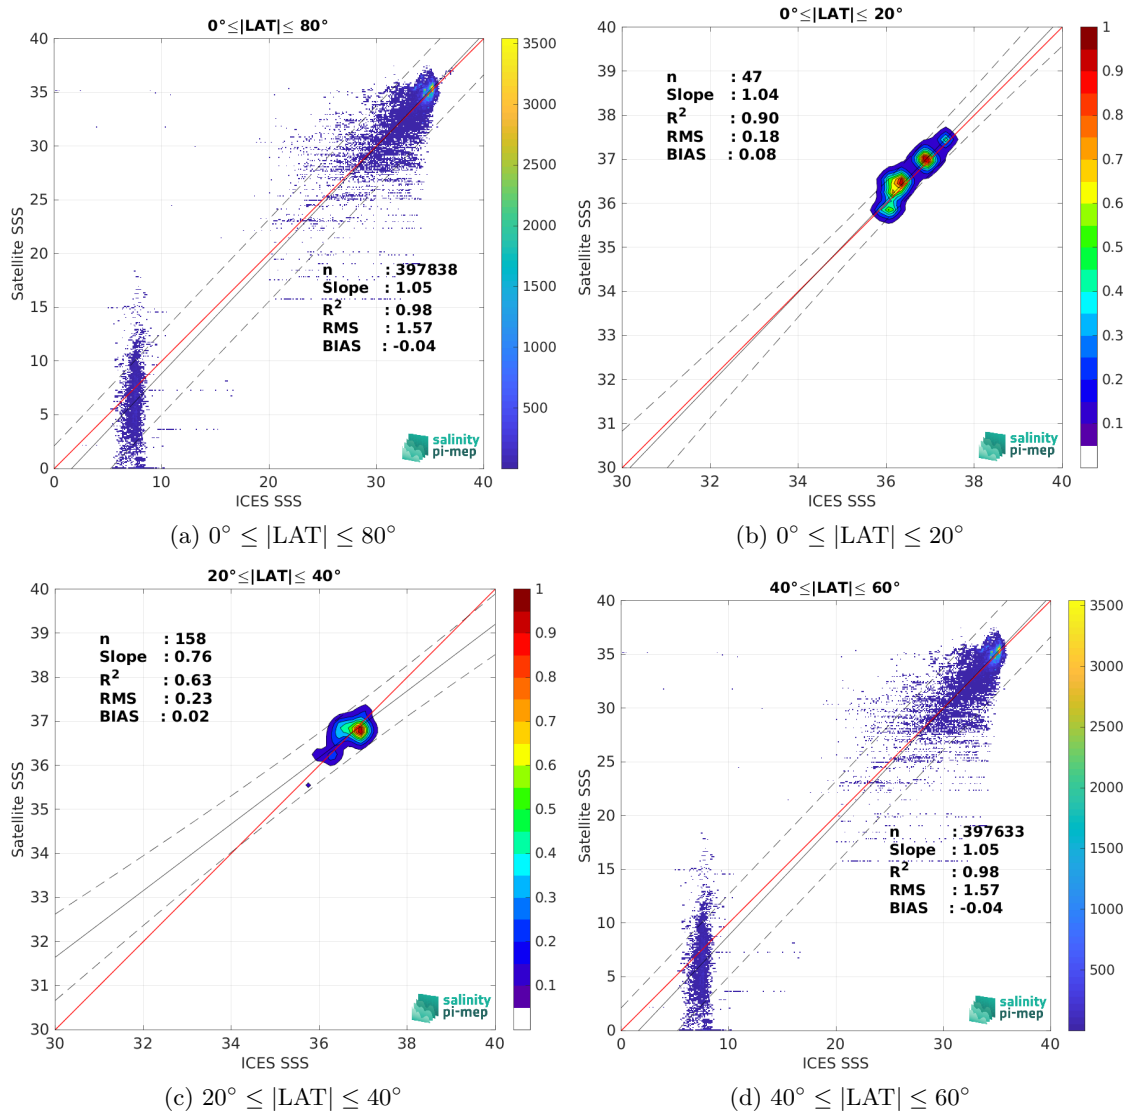 0°≤|LAT|≤ 80°
40
35
30
25
20
15
10
5
0
0
10
20
30
40
Satellite SSS
ICES SSS
n : 397838
Slope : 1.05
R² : 0.98
RMS : 1.57
BIAS : -0.04
salinity
pi-mep
3500
3000
2500
2000
1500
1000
500
(a) 0° ≤ |LAT| ≤ 80°
0°≤|LAT|≤ 20°
40
39
38
37
36
35
34
33
32
31
30
30
32
34
36
38
40
Satellite SSS
ICES SSS
n : 47
Slope : 1.04
R² : 0.90
RMS : 0.18
BIAS : 0.08
salinity
pi-mep
1
0.9
0.8
0.7
0.6
0.5
0.4
0.3
0.2
0.1
(b) 0° ≤ |LAT| ≤ 20°
20°≤|LAT|≤ 40°
40
39
38
37
36
35
34
33
32
31
30
30
32
34
36
38
40
Satellite SSS
ICES SSS
n : 158
Slope : 0.76
R² : 0.63
RMS : 0.23
BIAS : 0.02
salinity
pi-mep
1
0.9
0.8
0.7
0.6
0.5
0.4
0.3
0.2
0.1
(c) 20° ≤ |LAT| ≤ 40°
40°≤|LAT|≤ 60°
40
35
30
25
20
15
10
5
0
0
10
20
30
40
Satellite SSS
ICES SSS
n : 397633
Slope : 1.05
R² : 0.98
RMS : 1.57
BIAS : -0.04
salinity
pi-mep
3500
3000
2500
2000
1500
1000
500
(d) 40° ≤ |LAT| ≤ 60°